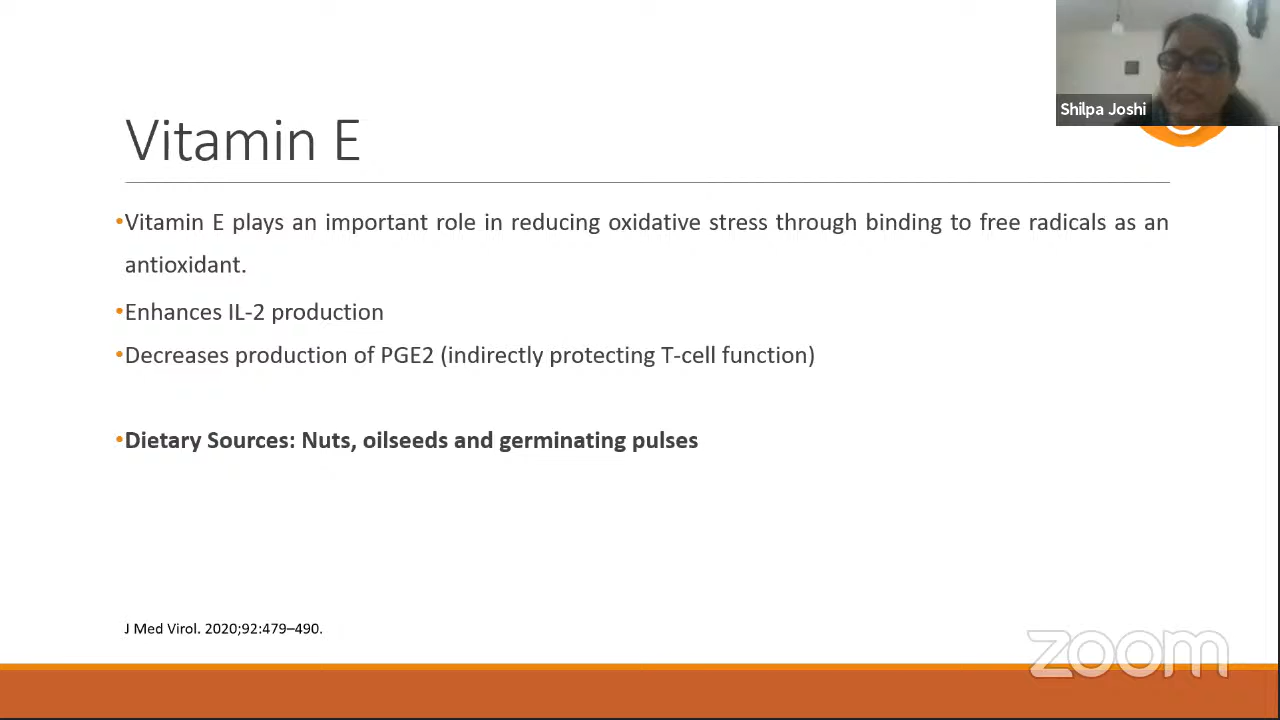 Shilpa Joshi
Vitamin E
•Vitamin E plays an important role in reducing oxidative stress through binding to free radicals as an
antioxidant.
•Enhances IL-2 production
•Decreases production of PGE2 (indirectly protecting T-cell function)
•Dietary Sources: Nuts, oilseeds and germinating pulses
J Med Virol. 2020;92:479–490.
zoom